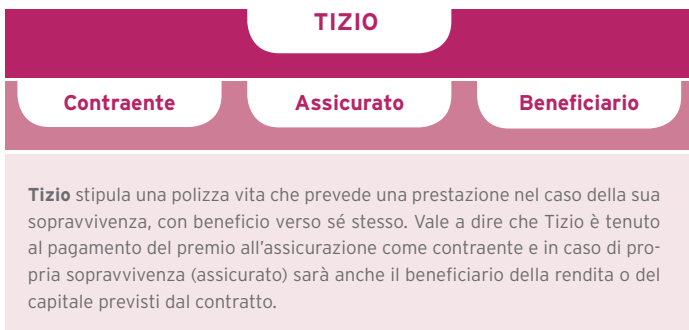 TIZIO
Contraente Assicurato Beneficiario
Tizio stipula una polizza vita che prevede una prestazione nel caso della sua
sopravvivenza, con beneficio verso sé stesso. Vale a dire che Tizio è tenuto
al pagamento del premio all'assicurazione come contraente e in caso di pro-
pria sopravvivenza (assicurato) sarà anche il beneficiario della rendita o del
capitale previsti dal contratto.